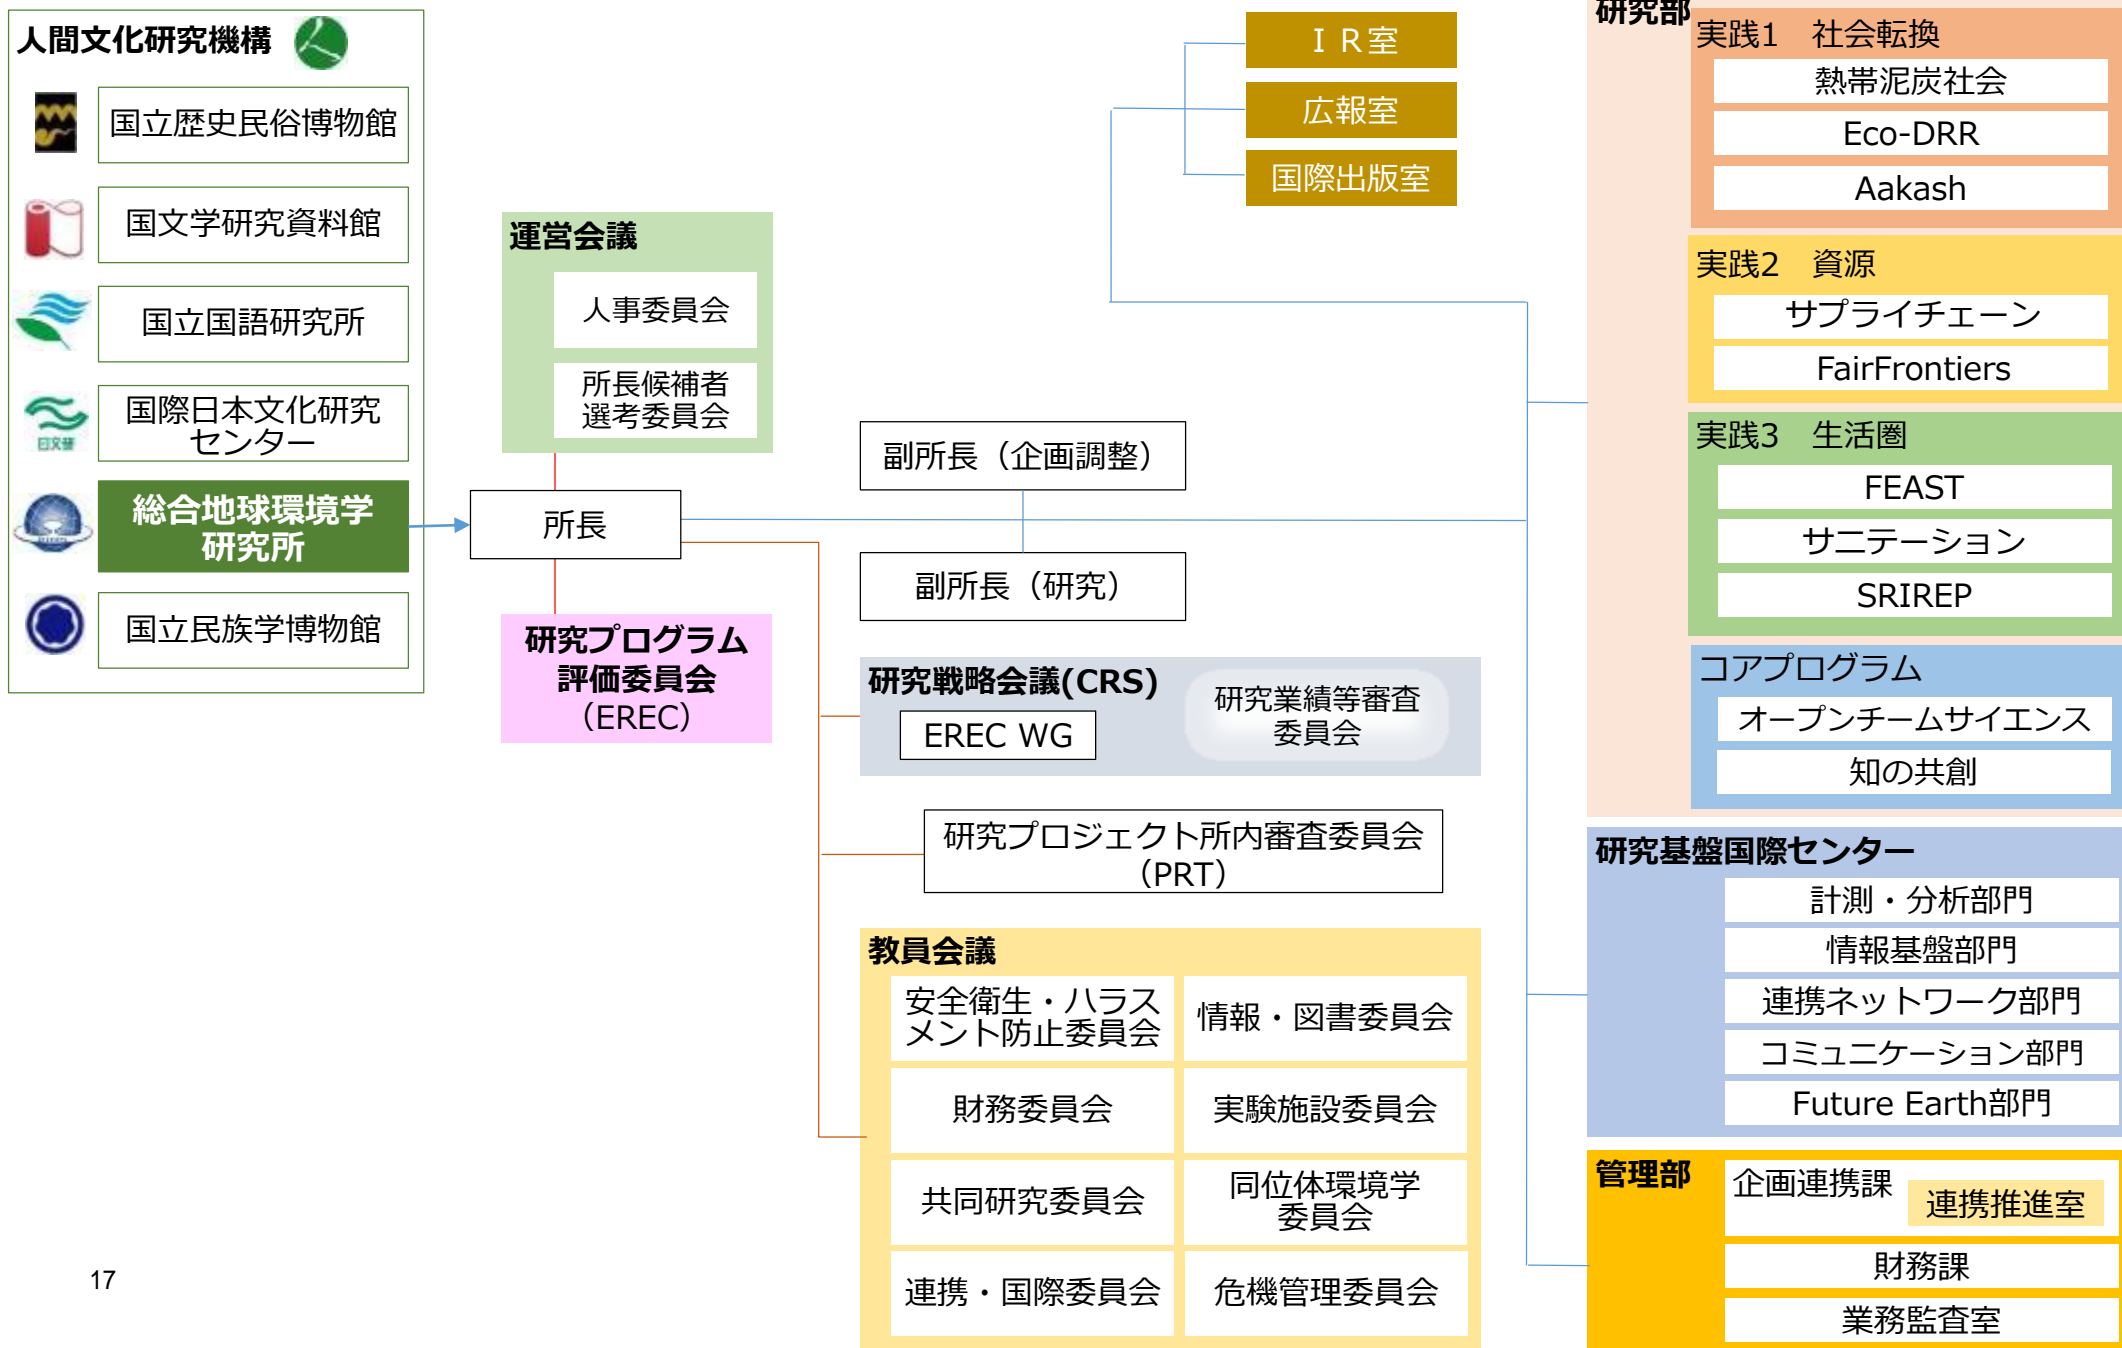 人間文化研究機構
国立歴史民俗博物館
国文学研究資料館
国立国語研究所
国際日本文化研究
センター
日文研
総合地球環境学
研究所
国立民族学博物館
運営会議
人事委員会
所長候補者
選考委員会
所長
研究プログラム
評価委員会
（EREC）
ＩＲ室
広報室
国際出版室
副所長（企画調整）
副所長（研究）
研究戦略会議(CRS)
EREC WG
研究業績等審査
委員会
研究プロジェクト所内審査委員会
（PRT）
教員会議
安全衛生・ハラス
メント防止委員会
情報・図書委員会
財務委員会
実験施設委員会
共同研究委員会
同位体環境学
委員会
連携・国際委員会
危機管理委員会
研究部
実践1　社会転換
熱帯泥炭社会
Eco-DRR
Aakash
実践2　資源
サプライチェーン
FairFrontiers
実践3　生活圏
FEAST
サニテーション
SRIREP
コアプログラム
オープンチームサイエンス
知の共創
研究基盤国際センター
計測・分析部門
情報基盤部門
連携ネットワーク部門
コミュニケーション部門
Future Earth部門
管理部
企画連携課
連携推進室
財務課
業務監査室
17